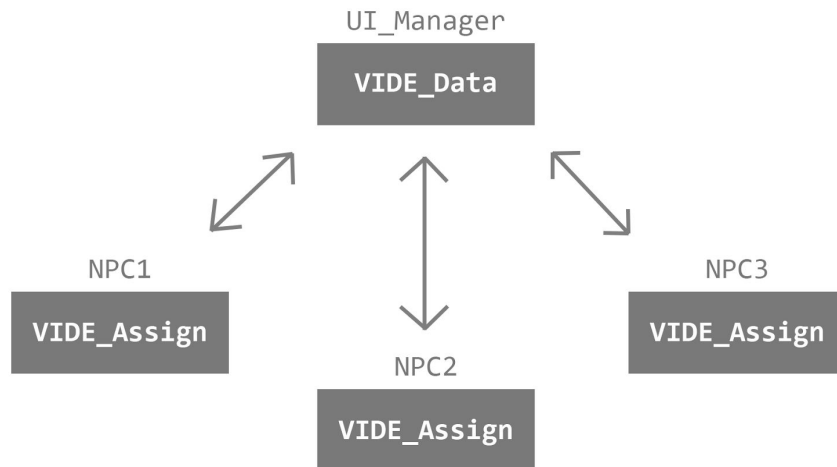 UI_Manager
VIDE_Data
NPC1
VIDE_Assign
NPC2
VIDE_Assign
NPC3
VIDE_Assign